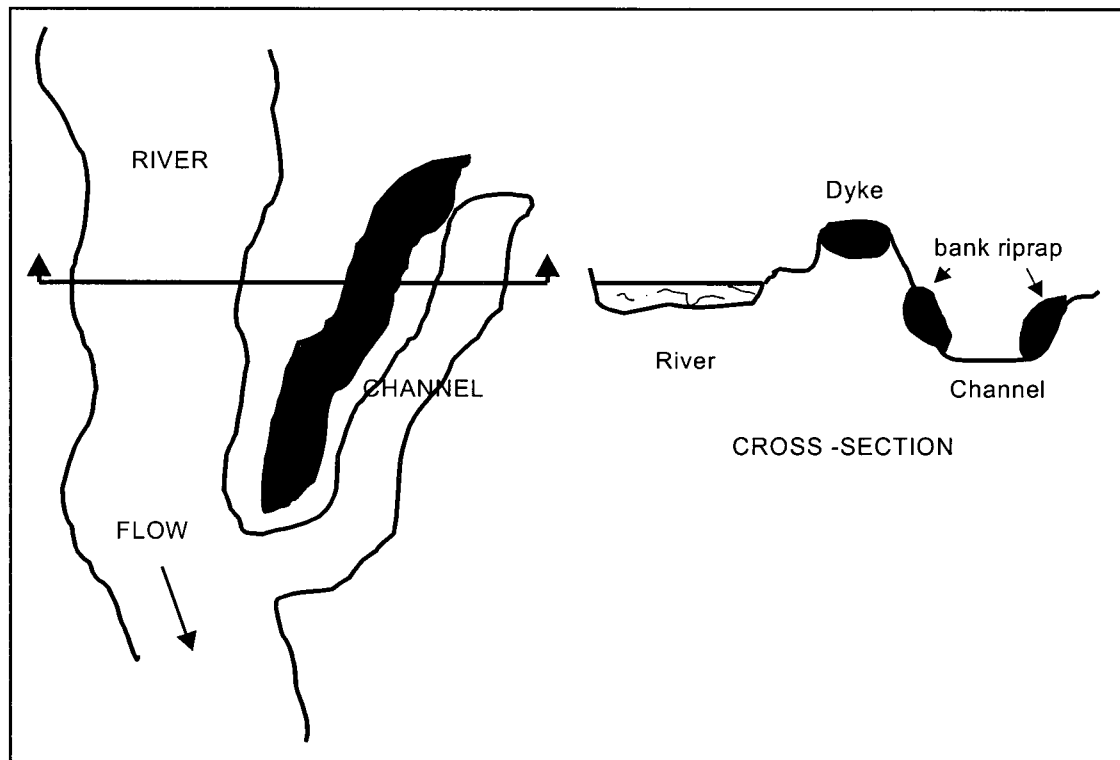 RIVER
CHANNEL
FLOW
Dyke
bank riprap
River
Channel
CROSS -SECTION